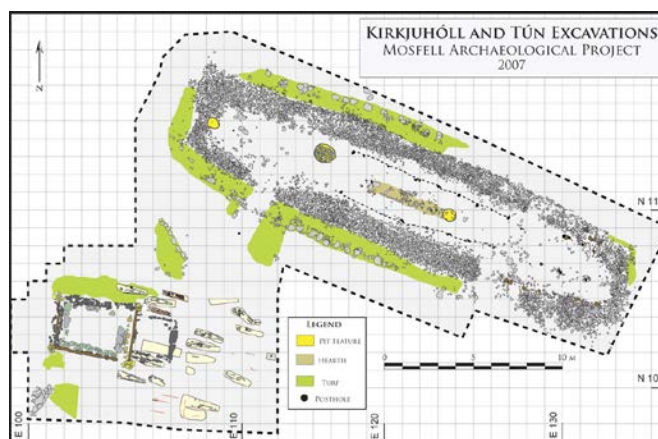 KIRKJUHÓLL AND TÚN EXCAVATIONS
MOSFELL ARCHAEOLOGICAL PROJECT
2007
N
N 11
LEGEND
PIT FEATURE
HEARTH
TURF
POSTHOLE
0 5 10 M
N 10
E 100
E 110
E 120
E 130